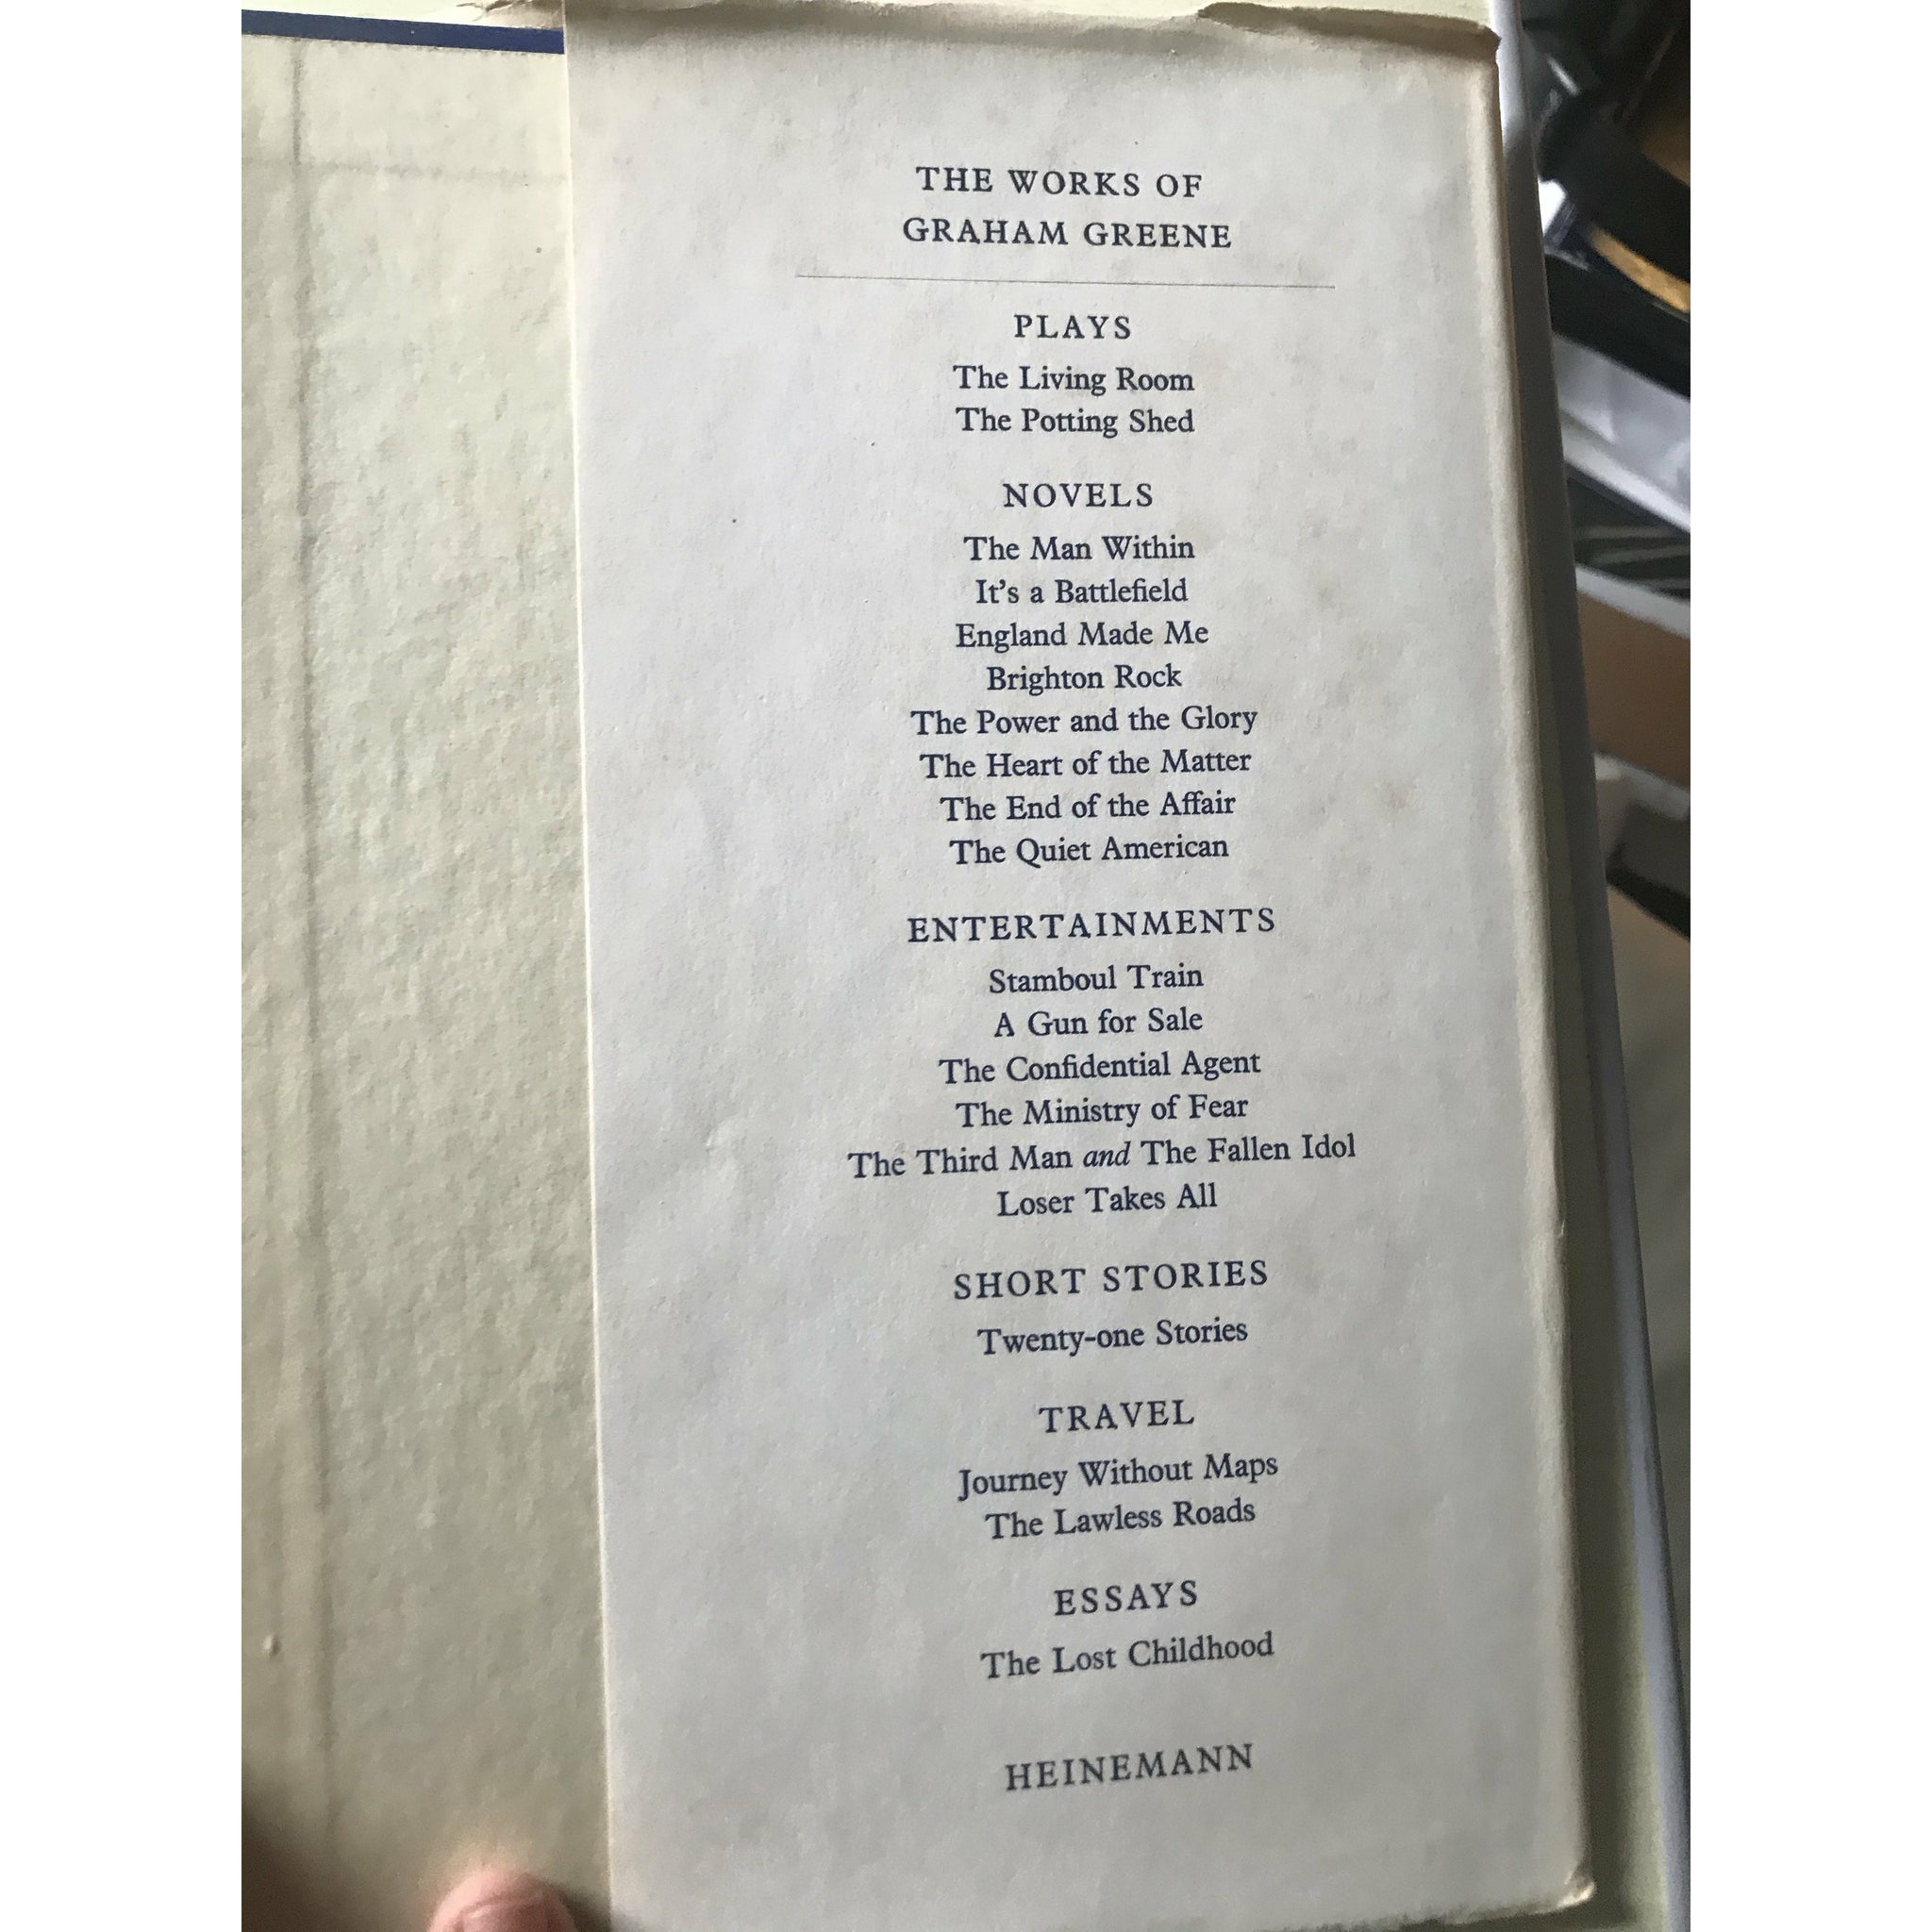 THE WORKS OF
GRAHAM GREENE
PLAYS
The Living Room
The Potting Shed
NOVELS
The Man Within
It's a Battlefield
England Made Me
Brighton Rock
The Power and the Glory
The Heart of the Matter
The End of the Affair
The Quiet American
ENTERTAINMENTS
Stamboul Train
A Gun for Sale
The Confidential Agent
The Ministry of Fear
The Third Man and The Fallen Idol
Loser Takes All
SHORT STORIES
Twenty-one Stories
TRAVEL
Journey Without Maps
The Lawless Roads
ESSAYS
The Lost Childhood
HEINEMANN